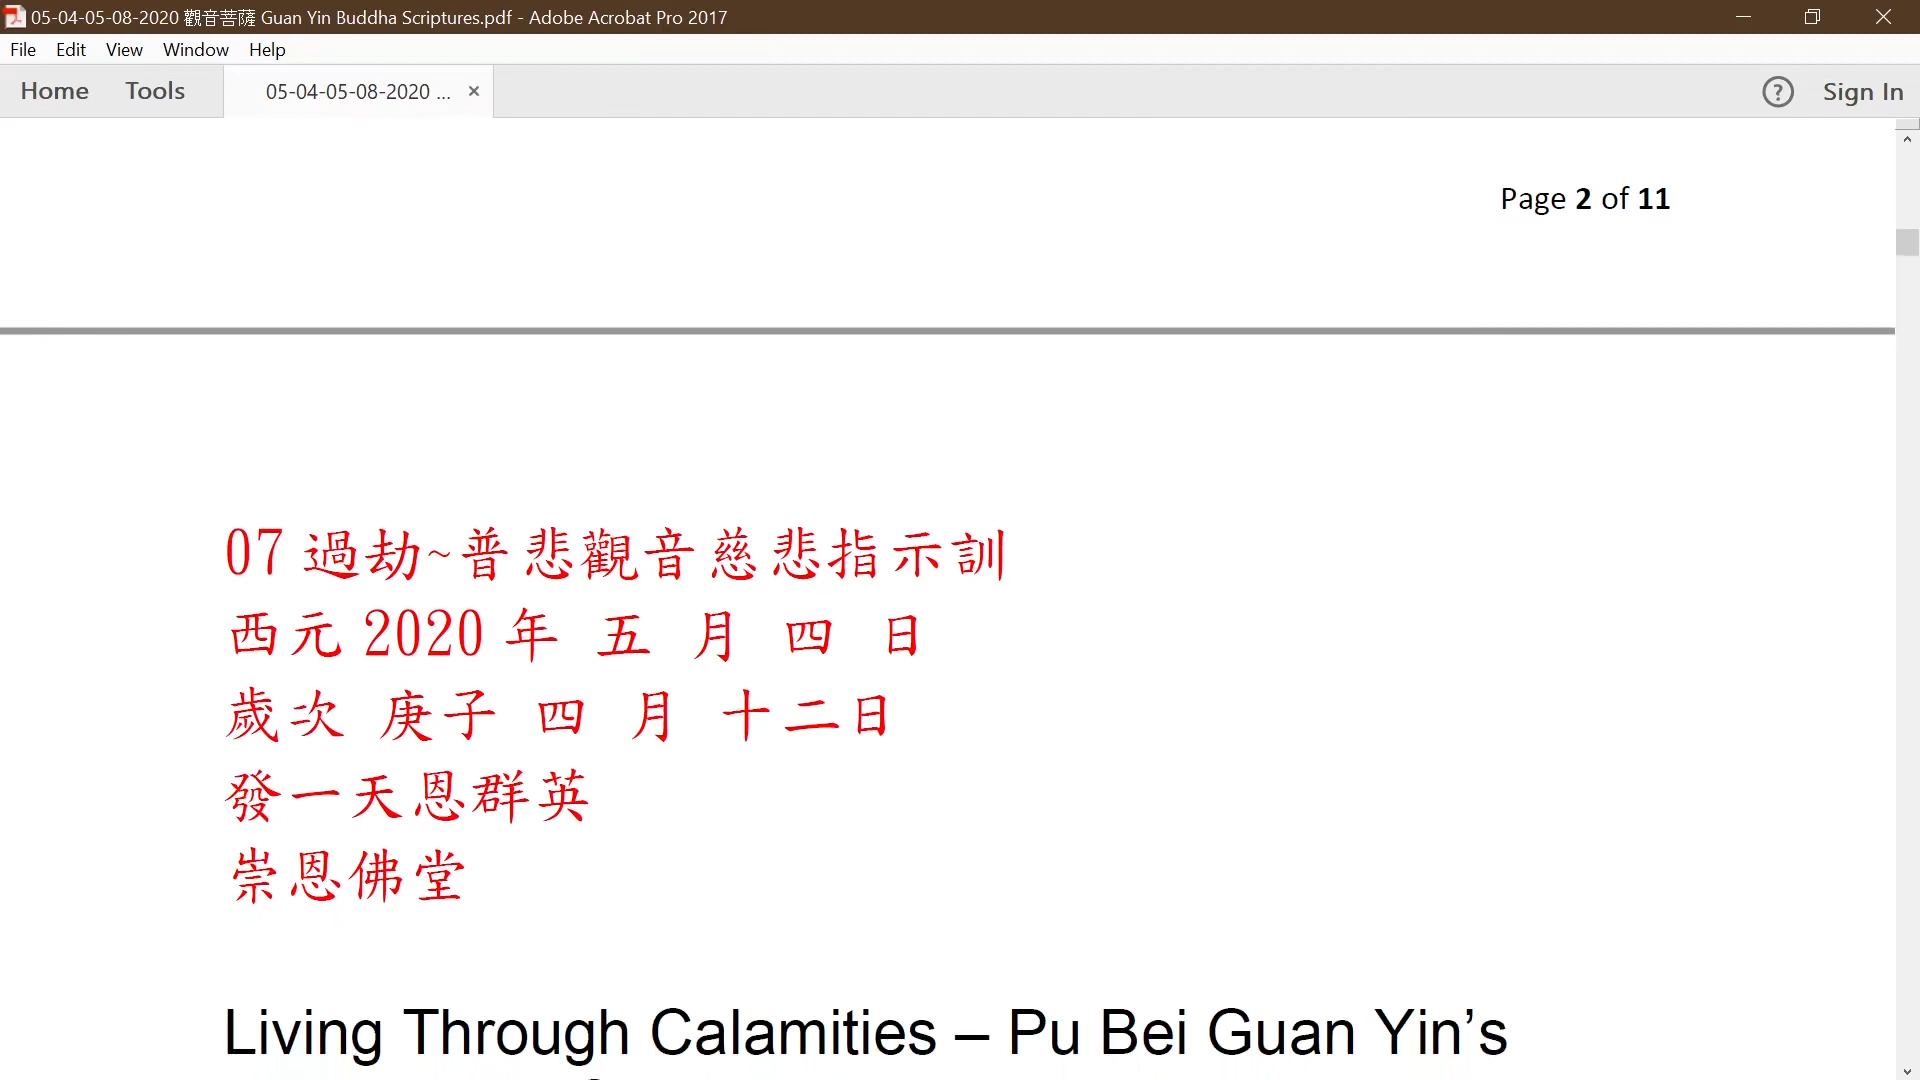 05-04-05-08-2020 觀音菩薩 Guan Yin Buddha Scriptures.pdf - Adobe Acrobat Pro 2017
File Edit View Window Help
Home Tools 05-04-05-08-2020 ... × ? Sign In
Page 2 of 11
07 過劫~普悲觀音慈悲指示訓
西元 2020 年 五 月 四 日
歲次 庚子 四 月 十二日
發一天恩群英
崇恩佛堂
Living Through Calamities – Pu Bei Guan Yin’s